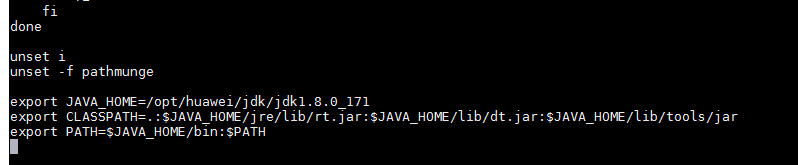 fi
done
unset i
unset -f pathmunge
export JAVA_HOME=/opt/huawei/jdk/jdk1.8.0_171
export CLASSPATH=.:$JAVA_HOME/jre/lib/rt.jar:$JAVA_HOME/lib/dt.jar:$JAVA_HOME/lib/tools/jar
export PATH=$JAVA_HOME/bin:$PATH